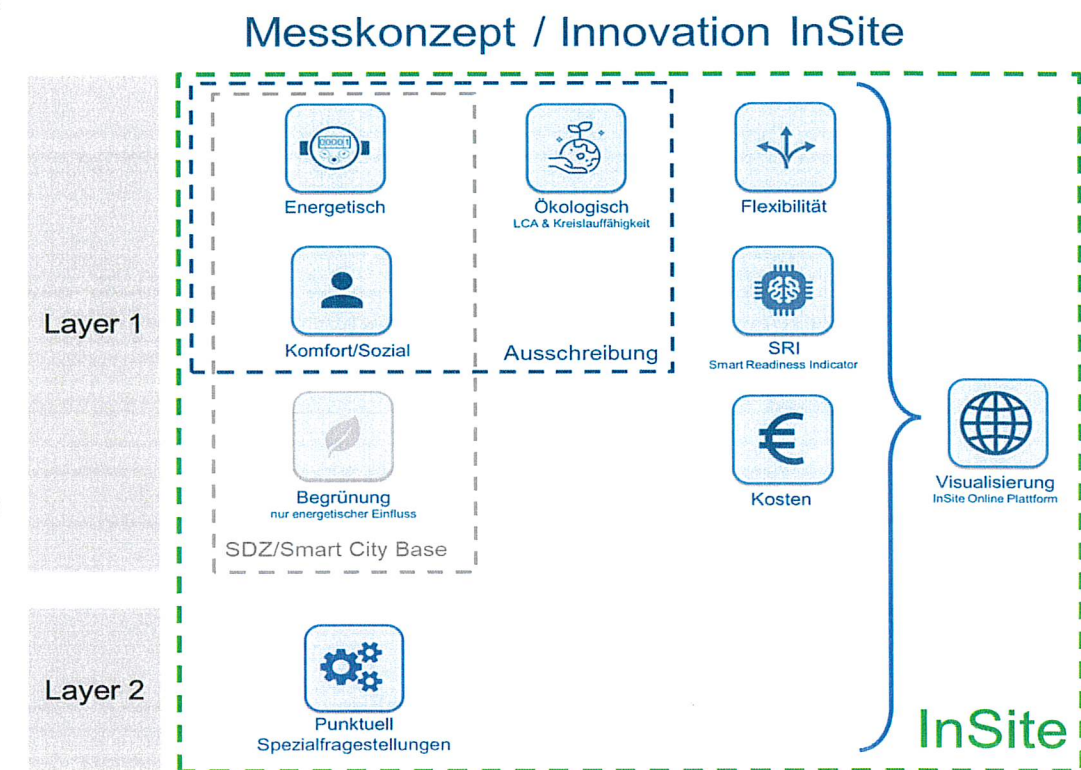 Messkonzept / Innovation InSite
Layer 1
00001
Energetisch
Ökologisch
LCA & Kreislauffähigkeit
Flexibilität
Komfort/Sozial
Ausschreibung
SRI
Smart Readiness Indicator
Begrünung
nur energetischer Einfluss
€
Kosten
Visualisierung
InSite Online Plattform
SDZ/Smart City Base
Layer 2
Punktuell
Spezialfragestellungen
InSite